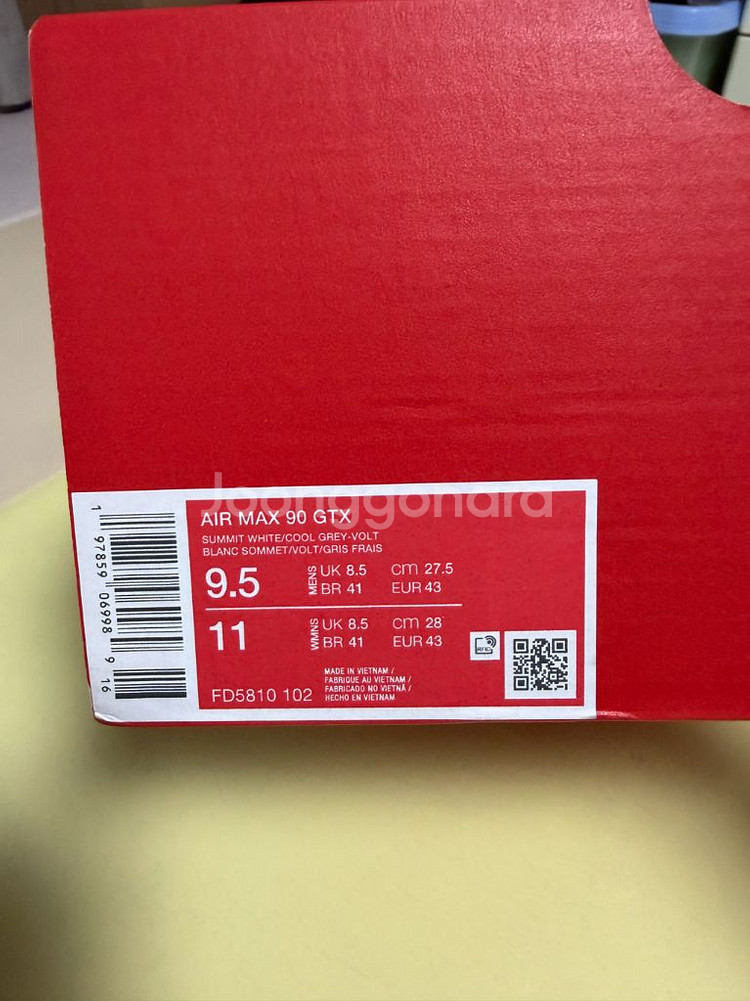 Joonggonara
AIR MAX 90 GTX
SUMMIT WHITE/COOL GREY-VOLT
BLANC SOMMET/VOLT/GRIS FRAIS
9.5 MENS UK 8.5 cm 27.5
BR 41 EUR 43
11 WMNS UK 8.5 cm 28
BR 41 EUR 43
RFID
MADE IN VIETNAM /
FABRIQUE AU VIETNAM /
FABRICADO NO VIETNÃ /
HECHO EN VIETNAM
FD5810 102
1 97859 06998 9 16